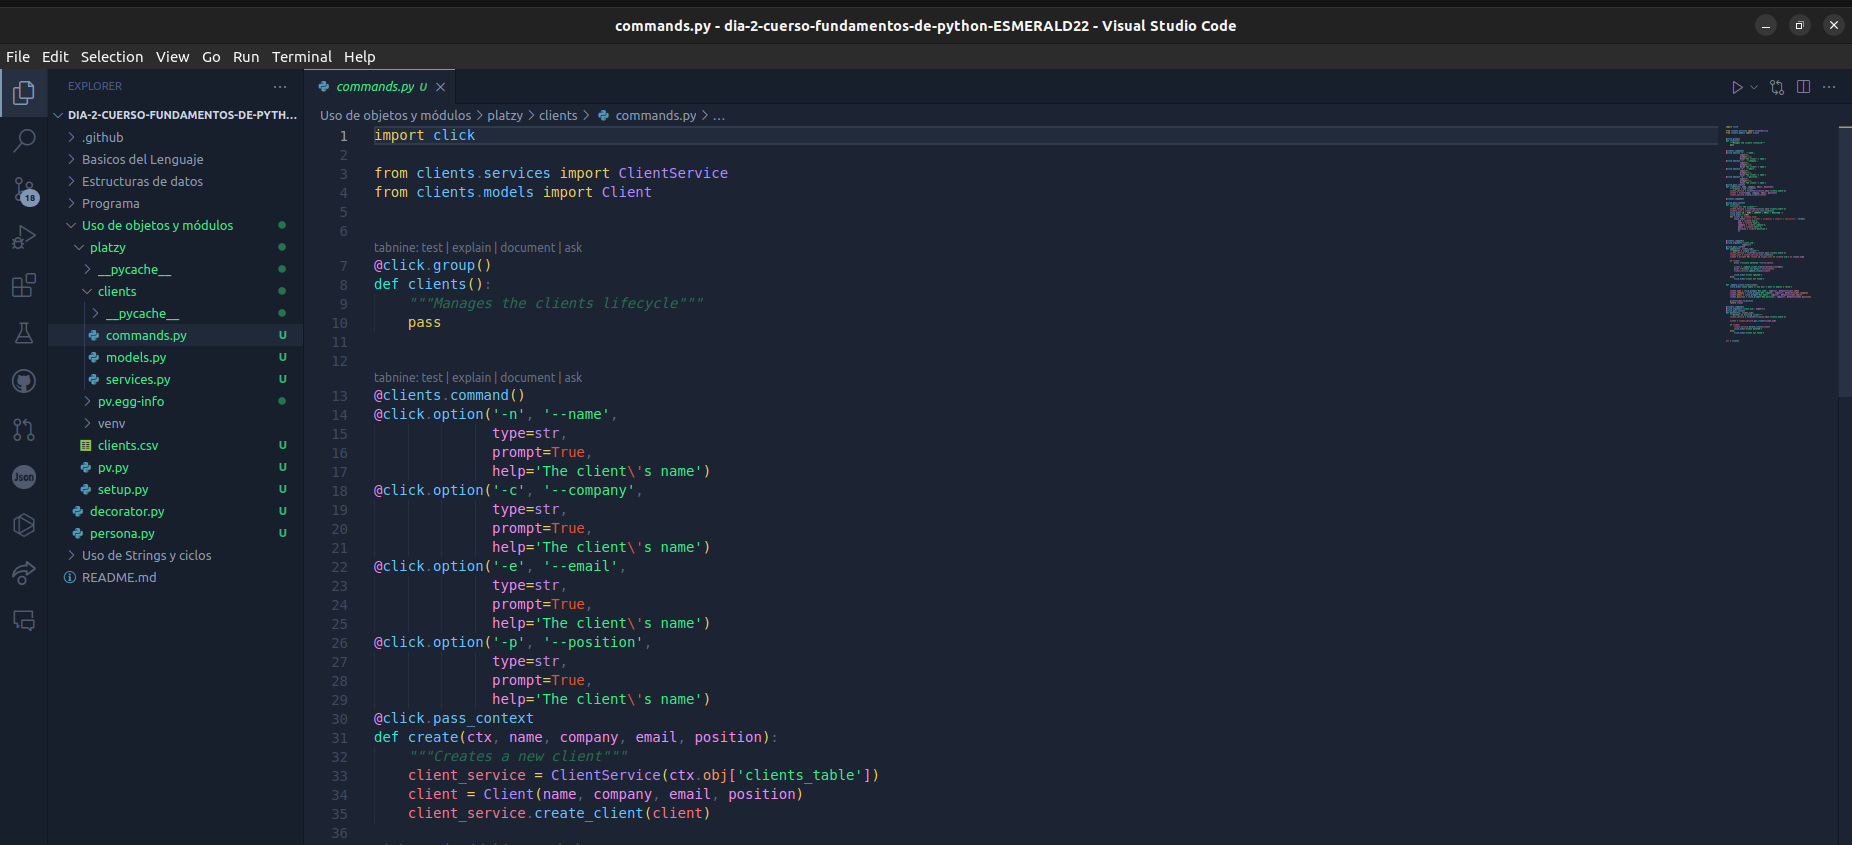 commands.py - dia-2-cuerso-fundamentos-de-python-ESMERALD22 - Visual Studio Code
File Edit Selection View Go Run Terminal Help
EXPLORER
DIA-2-CUERSO-FUNDAMENTOS-DE-PYTH...
.github
Basicos del Lenguaje
Estructuras de datos
Programa
Uso de objetos y módulos
platzy
__pycache__
clients
__pycache__
commands.py U
models.py U
services.py U
pv.egg-info
venv
clients.csv U
pv.py U
setup.py U
decorator.py U
persona.py U
Uso de Strings y ciclos
README.md
18
Json
commands.py U
Uso de objetos y módulos > platzy > clients > commands.py > ...
1 import click
2
3 from clients.services import ClientService
4 from clients.models import Client
5
6
tabnine: test | explain | document | ask
7 @click.group()
8 def clients():
9 """Manages the clients lifecycle"""
10 pass
11
12
tabnine: test | explain | document | ask
13 @clients.command()
14 @click.option('-n', '--name',
15 type=str,
16 prompt=True,
17 help='The client\'s name')
18 @click.option('-c', '--company',
19 type=str,
20 prompt=True,
21 help='The client\'s name')
22 @click.option('-e', '--email',
23 type=str,
24 prompt=True,
25 help='The client\'s name')
26 @click.option('-p', '--position',
27 type=str,
28 prompt=True,
29 help='The client\'s name')
30 @click.pass_context
31 def create(ctx, name, company, email, position):
32 """Creates a new client"""
33 client_service = ClientService(ctx.obj['clients_table'])
34 client = Client(name, company, email, position)
35 client_service.create_client(client)
36